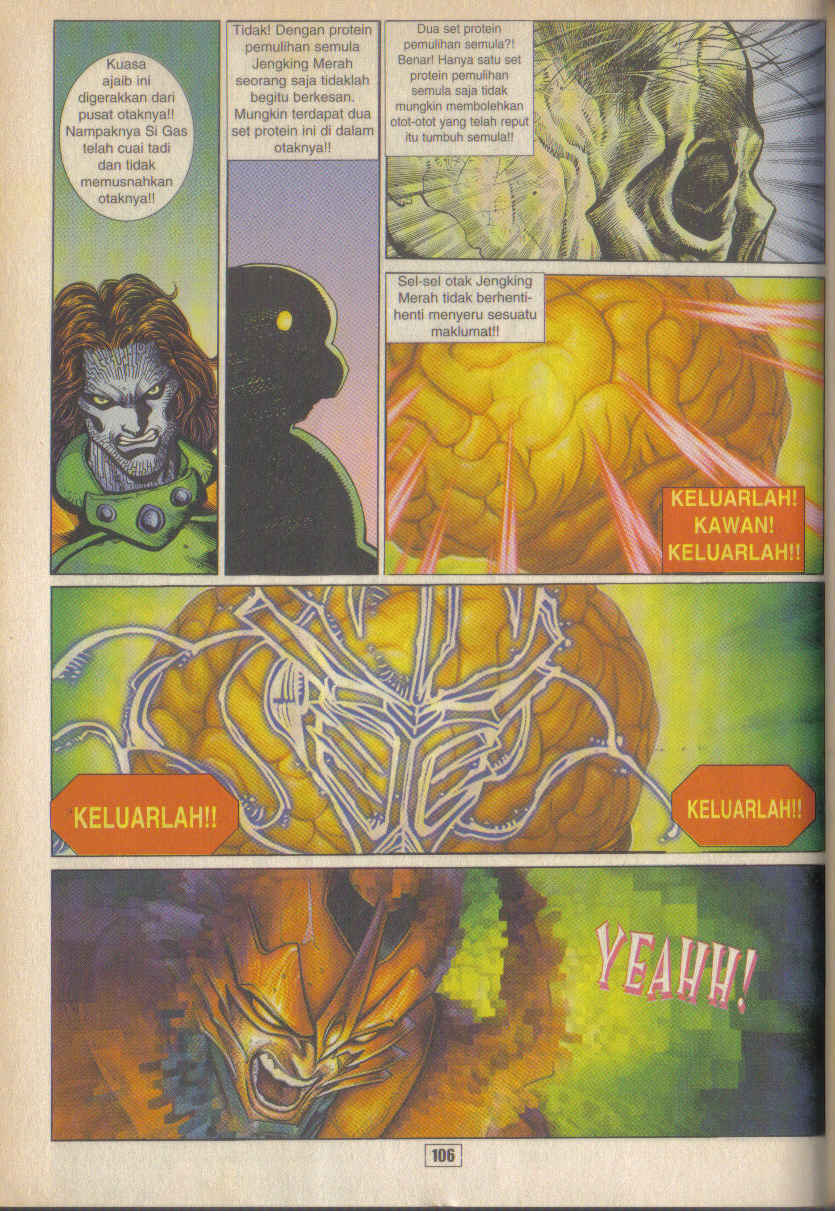 Kuasa
ajaib ini
digerakkan dari
pusat otaknya!!
Nampaknya Si Gas
telah cuai tadi
dan tidak
memusnahkan
otaknya!!
Tidak! Dengan protein
pemulihan semula
Jengking Merah
seorang saja tidaklah
begitu berkesan.
Mungkin terdapat dua
set protein ini di dalam
otaknya!!
Dua set protein
pemulihan semula?!
Benar! Hanya satu set
protein pemulihan
semula saja tidak
mungkin membolehkan
otot-otot yang telah reput
itu tumbuh semula!!
Sel-sel otak Jengking
Merah tidak berhenti-
henti menyeru sesuatu
maklumat!!
KELUARLAH!
KAWAN!
KELUARLAH!!
KELUARLAH!!
KELUARLAH!!
YEAHH!
106